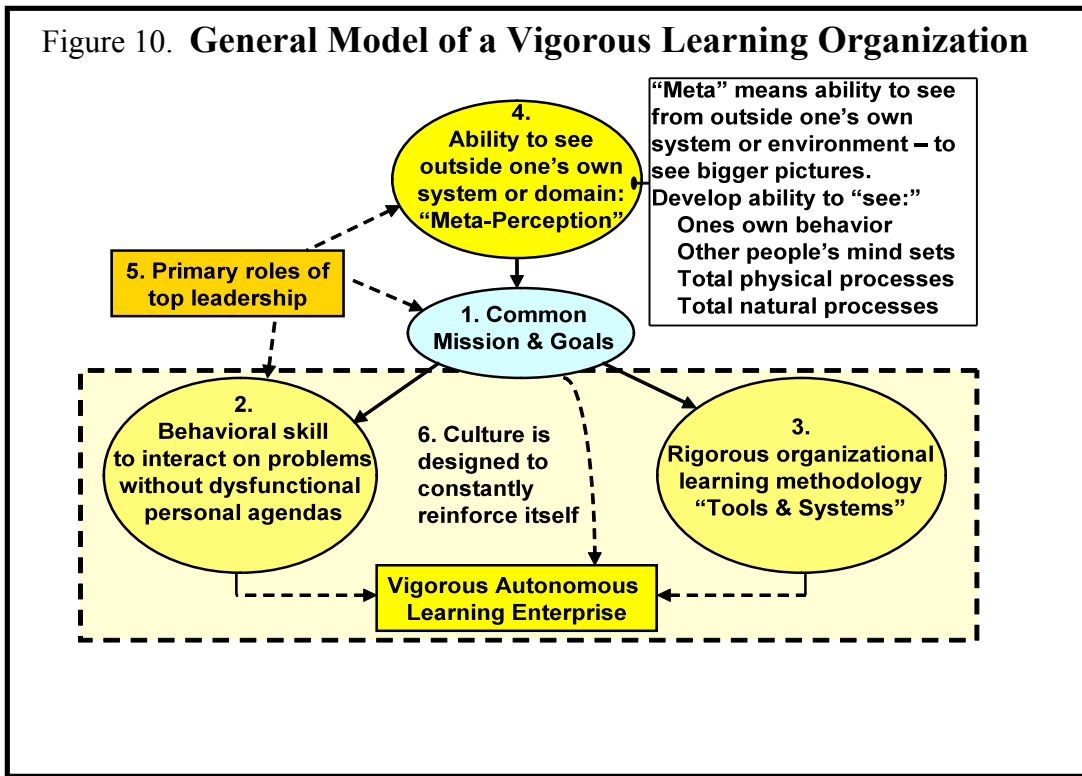 Figure 10. General Model of a Vigorous Learning Organization
4.
Ability to see
outside one’s own
system or domain:
“Meta-Perception”
“Meta” means ability to see
from outside one’s own
system or environment – to
see bigger pictures.
Develop ability to “see:”
Ones own behavior
Other people’s mind sets
Total physical processes
Total natural processes
5. Primary roles of
top leadership
1. Common
Mission & Goals
2.
Behavioral skill
to interact on problems
without dysfunctional
personal agendas
6. Culture is
designed to
constantly
reinforce itself
3.
Rigorous organizational
learning methodology
“Tools & Systems”
Vigorous Autonomous
Learning Enterprise